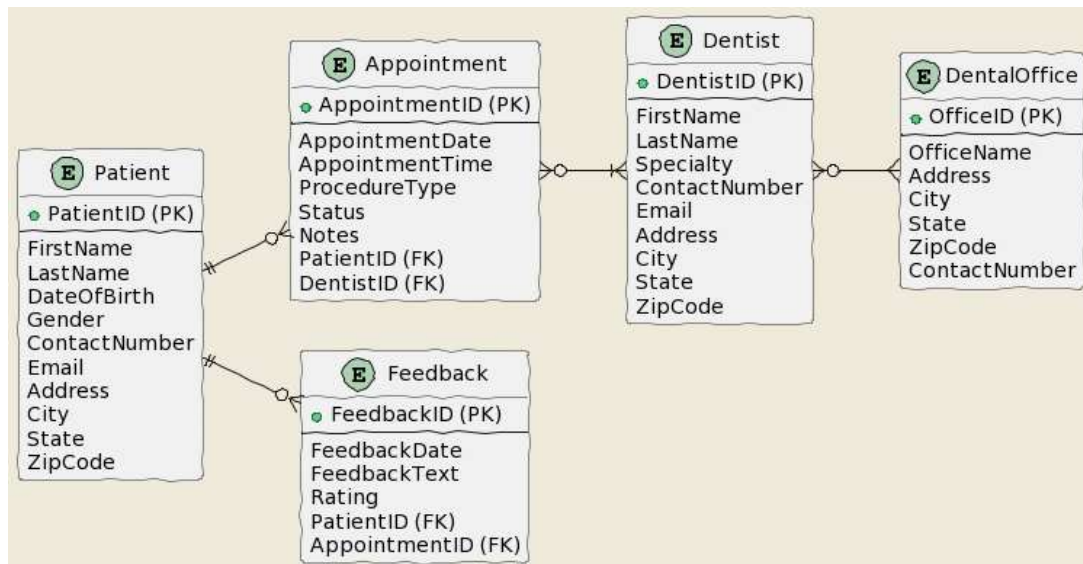 E Patient
PatientID (PK)
FirstName
LastName
DateOfBirth
Gender
ContactNumber
Email
Address
City
State
ZipCode
E Appointment
AppointmentID (PK)
AppointmentDate
AppointmentTime
ProcedureType
Status
Notes
PatientID (FK)
DentistID (FK)
E Feedback
FeedbackID (PK)
FeedbackDate
FeedbackText
Rating
PatientID (FK)
AppointmentID (FK)
E Dentist
DentistID (PK)
FirstName
LastName
Specialty
ContactNumber
Email
Address
City
State
ZipCode
E DentalOffice
OfficeID (PK)
OfficeName
Address
City
State
ZipCode
ContactNumber